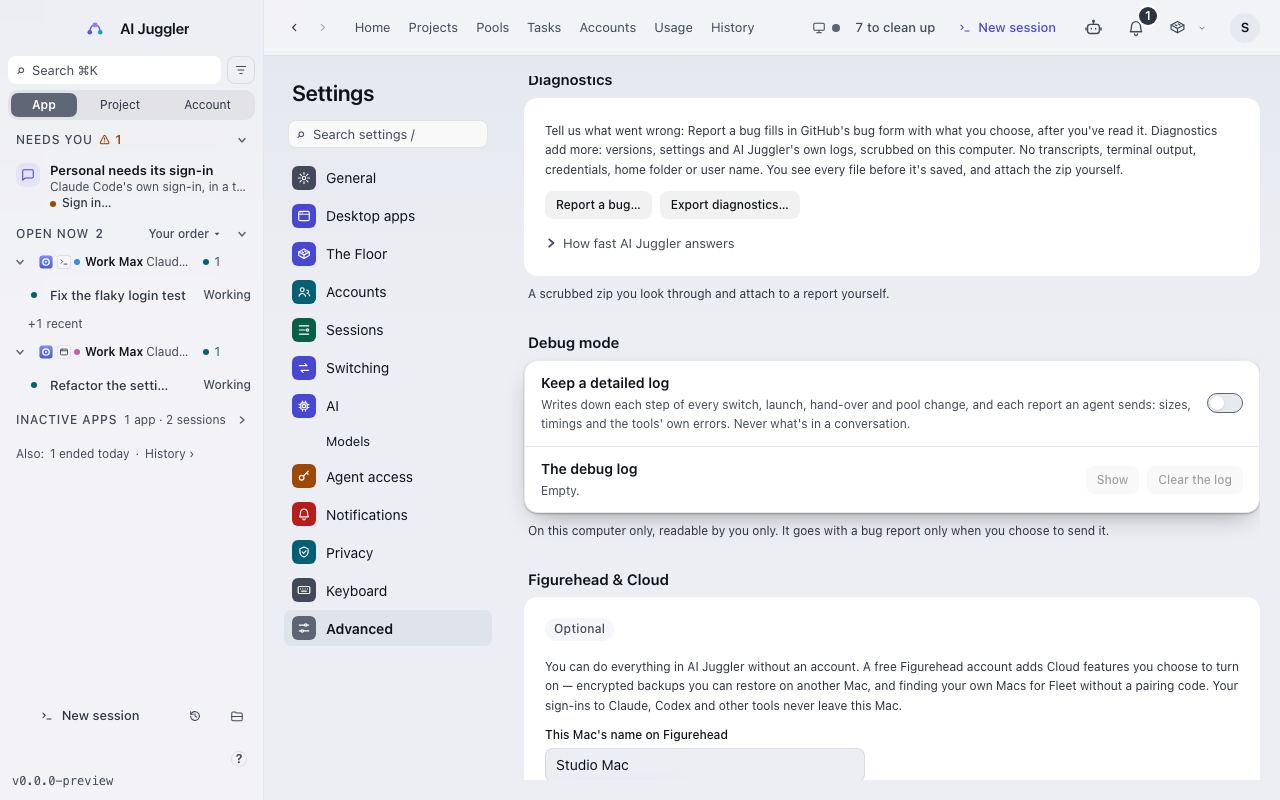 AI Juggler
Search ⌘K
App Project Account
NEEDS YOU 1
Personal needs its sign-in
Claude Code's own sign-in, in a t…
Sign in…
OPEN NOW 2 Your order
Work Max Claud… 1
Fix the flaky login test Working
+1 recent
Work Max Claud… 1
Refactor the setti… Working
INACTIVE APPS 1 app · 2 sessions
Also: 1 ended today · History ›
New session
?
v0.0.0-preview
Home Projects Pools Tasks Accounts Usage History
7 to clean up
New session
1
S
Settings
Search settings /
General
Desktop apps
The Floor
Accounts
Sessions
Switching
AI
Models
Agent access
Notifications
Privacy
Keyboard
Advanced
Diagnostics
Tell us what went wrong: Report a bug fills in GitHub's bug form with what you choose, after you've read it. Diagnostics
add more: versions, settings and AI Juggler's own logs, scrubbed on this computer. No transcripts, terminal output,
credentials, home folder or user name. You see every file before it's saved, and attach the zip yourself.
Report a bug… Export diagnostics…
How fast AI Juggler answers
A scrubbed zip you look through and attach to a report yourself.
Debug mode
Keep a detailed log
Writes down each step of every switch, launch, hand-over and pool change, and each report an agent sends: sizes,
timings and the tools' own errors. Never what's in a conversation.
The debug log
Empty.
Show Clear the log
On this computer only, readable by you only. It goes with a bug report only when you choose to send it.
Figurehead & Cloud
Optional
You can do everything in AI Juggler without an account. A free Figurehead account adds Cloud features you choose to turn
on — encrypted backups you can restore on another Mac, and finding your own Macs for Fleet without a pairing code. Your
sign-ins to Claude, Codex and other tools never leave this Mac.
This Mac's name on Figurehead
Studio Mac